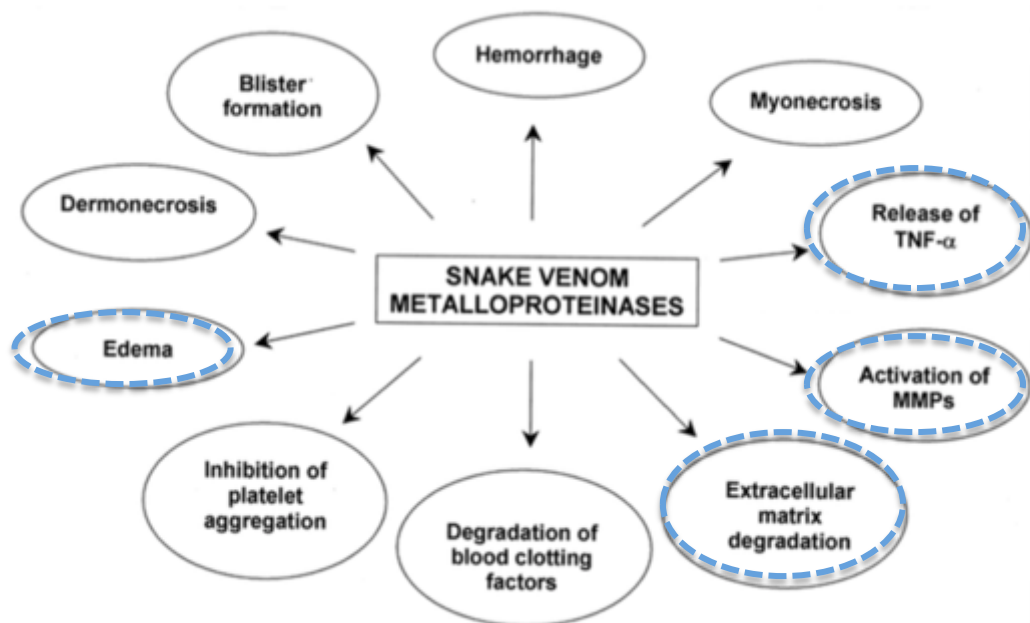 Hemorrhage
Blister
formation
Myonecrosis
Dermonecrosis
Release of
TNF-α
SNAKE VENOM
METALLOPROTEINASES
Edema
Activation of
MMPs
Inhibition of
platelet
aggregation
Degradation of
blood clotting
factors
Extracellular
matrix
degradation